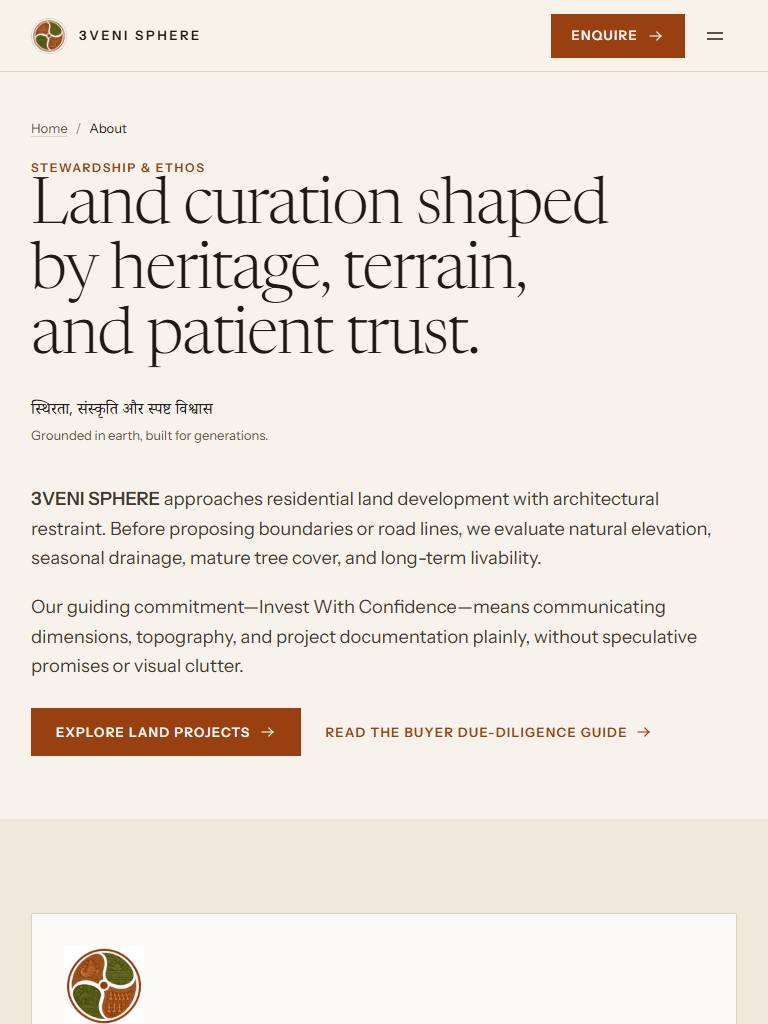 3VENI SPHERE
ENQUIRE →
Home / About
STEWARDSHIP & ETHOS
Land curation shaped
by heritage, terrain,
and patient trust.
स्थिरता, संस्कृति और स्पष्ट विश्वास
Grounded in earth, built for generations.
3VENI SPHERE approaches residential land development with architectural
restraint. Before proposing boundaries or road lines, we evaluate natural elevation,
seasonal drainage, mature tree cover, and long-term livability.
Our guiding commitment—Invest With Confidence—means communicating
dimensions, topography, and project documentation plainly, without speculative
promises or visual clutter.
EXPLORE LAND PROJECTS →
READ THE BUYER DUE-DILIGENCE GUIDE →